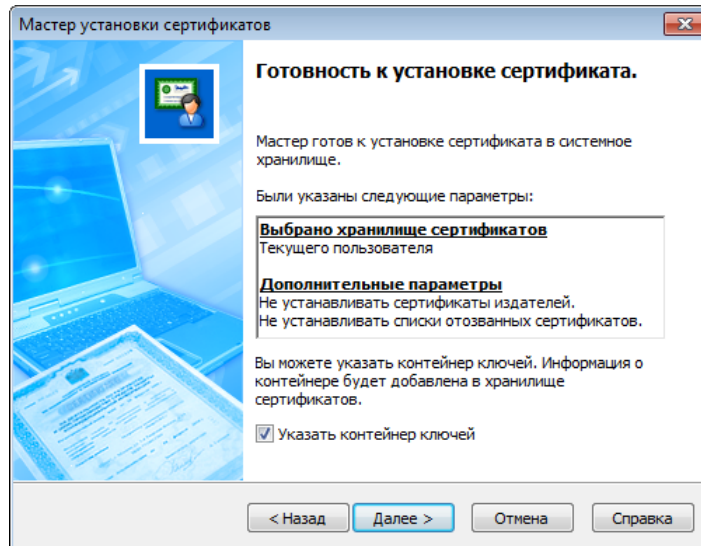 Мастер установки сертификатов
Готовность к установке сертификата.
Мастер готов к установке сертификата в системное
хранилище.
Были указаны следующие параметры:
Выбрано хранилище сертификатов
Текущего пользователя
Дополнительные параметры
Не устанавливать сертификаты издателей.
Не устанавливать списки отозванных сертификатов.
Вы можете указать контейнер ключей. Информация о
контейнере будет добавлена в хранилище
сертификатов.
Указать контейнер ключей
< Назад
Далее >
Отмена
Справка